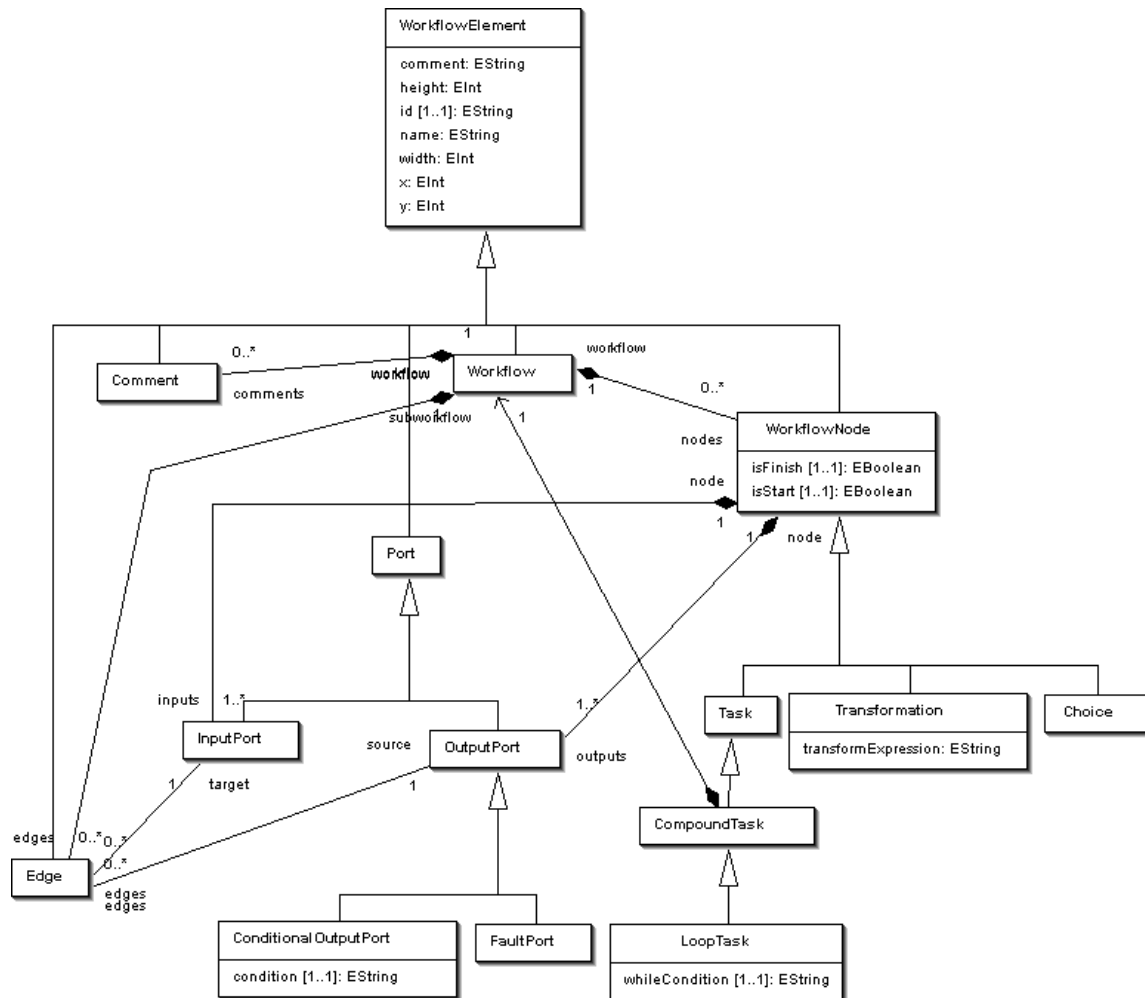 WorkflowElement
comment: EString
height: EInt
id [1..1]: EString
name: EString
width: EInt
x: EInt
y: EInt
1
0..*
workflow
Comment
workflow
Workflow
comments
1
0..*
subworkflow
1
1
WorkflowNode
nodes
isFinish [1..1]: EBoolean
node
isStart [1..1]: EBoolean
1
1
node
Port
inputs
1..*
1..*
Task
Transformation
Choice
InputPort
source
OutputPort
outputs
transformExpression: EString
1
target
1
CompoundTask
edges
0..*
0..*
0..*
Edge
edges
edges
ConditionalOutputPort
FaultPort
LoopTask
condition [1..1]: EString
whileCondition [1..1]: EString